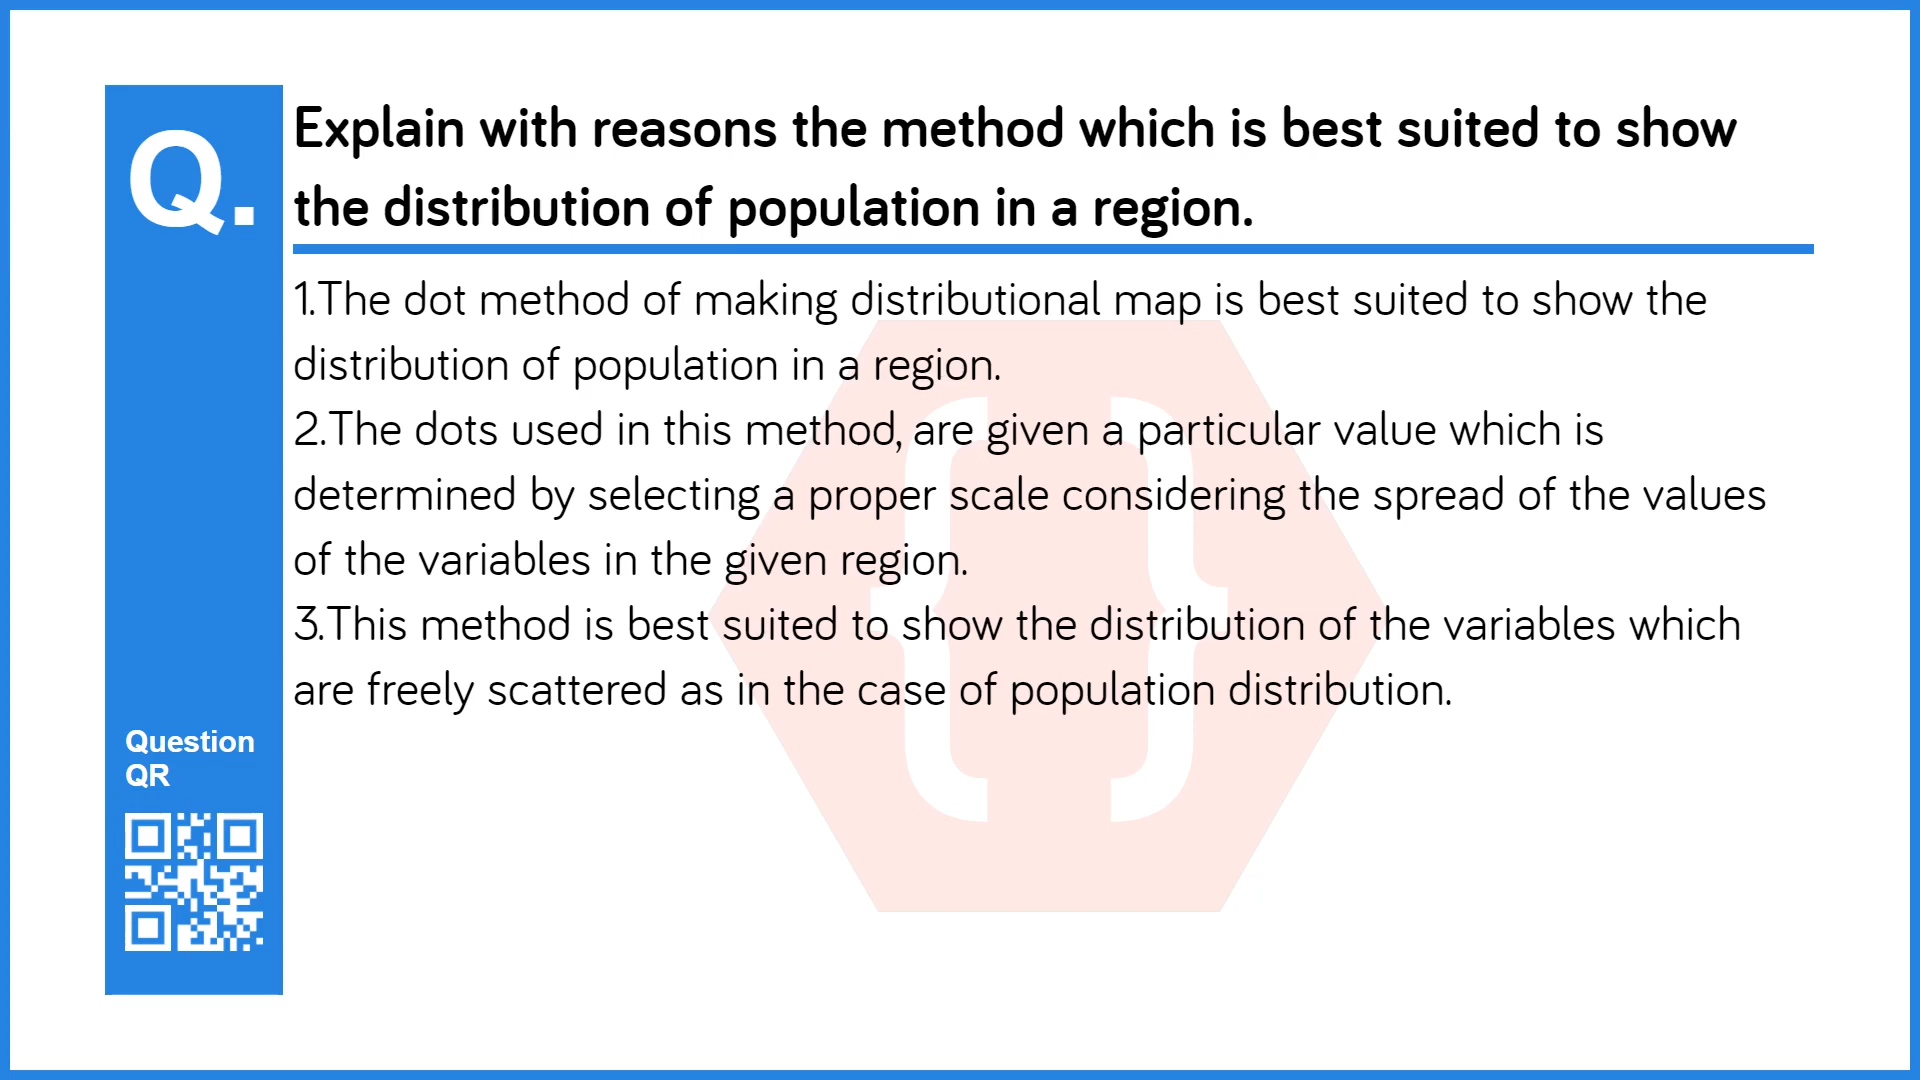 Q.
Explain with reasons the method which is best suited to show
the distribution of population in a region.
1.The dot method of making distributional map is best suited to show the
distribution of population in a region.
2.The dots used in this method, are given a particular value which is
determined by selecting a proper scale considering the spread of the values
of the variables in the given region.
3.This method is best suited to show the distribution of the variables which
are freely scattered as in the case of population distribution.
Question
QR